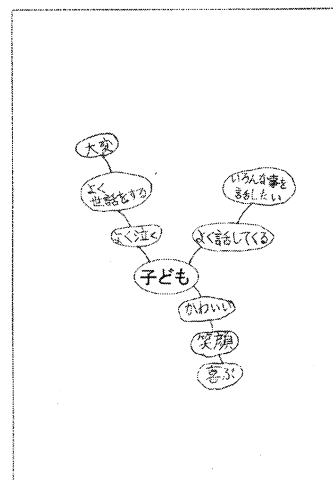 大変
よく
世話をする
いろんな事を
話したい
よく泣く
よく話してくる
子ども
かわいい
笑顔
喜ぶ